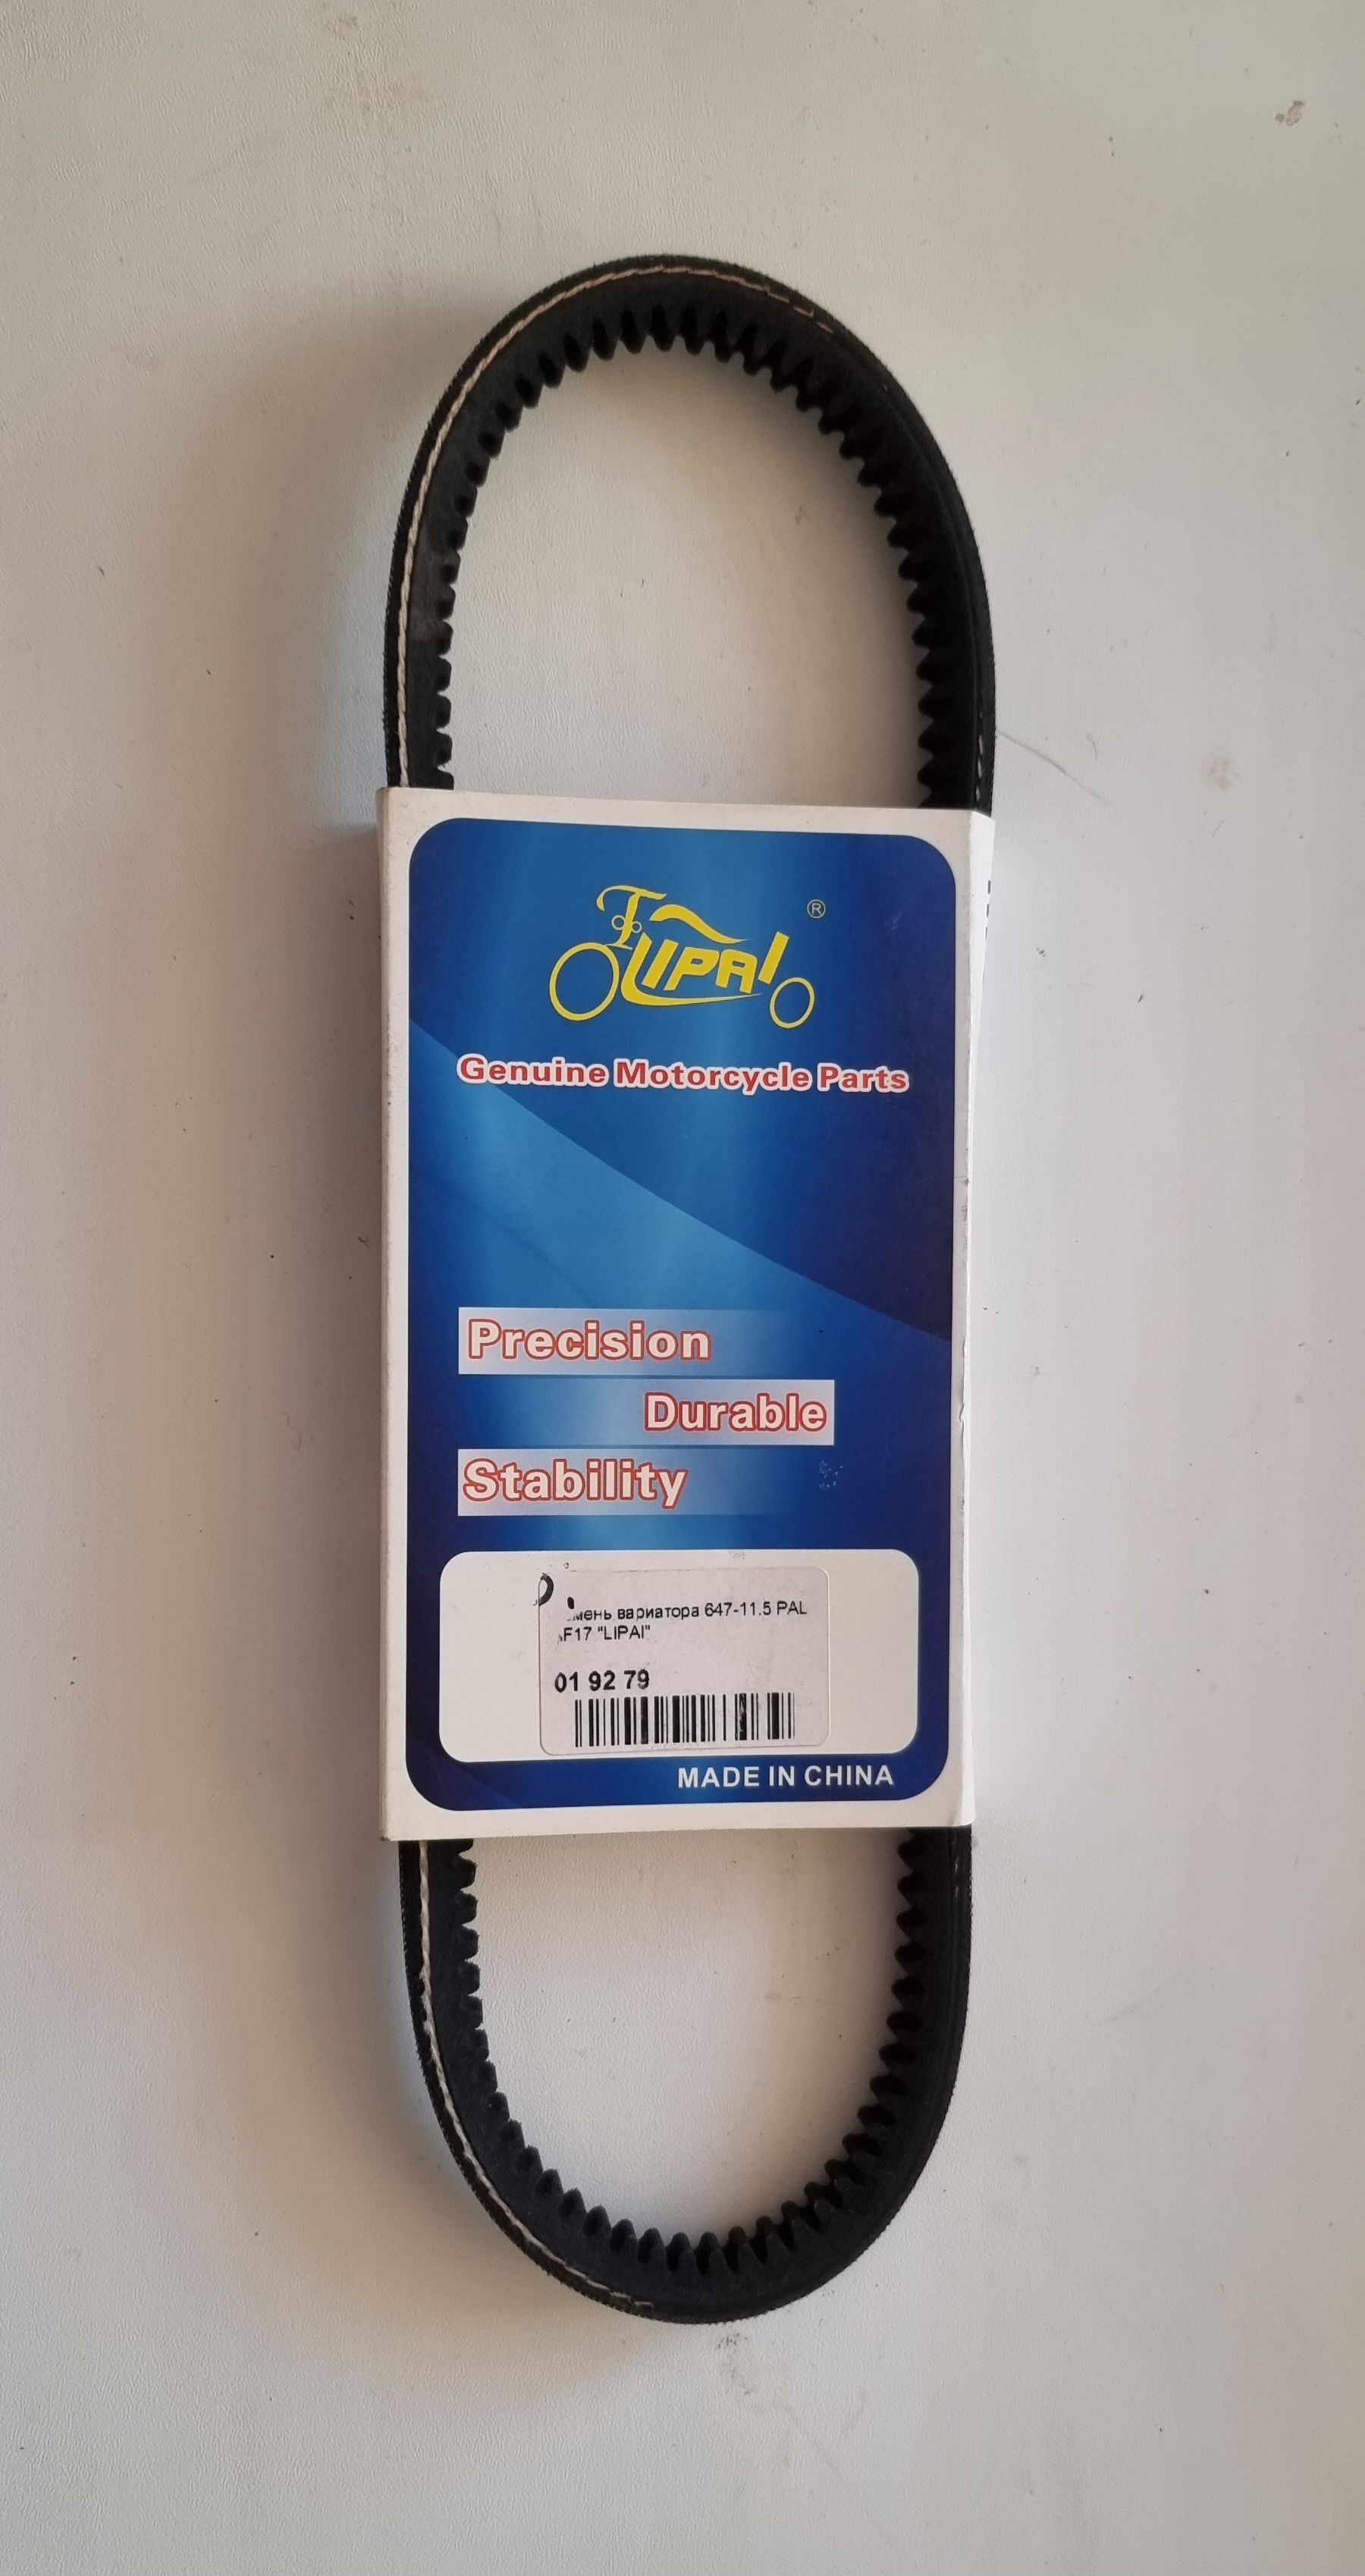 LIPAI ®
Genuine Motorcycle Parts
Precision
Durable
Stability
вариатора 647-11.5 PAL
F17 "LIPAI"
01 92 79
MADE IN CHINA